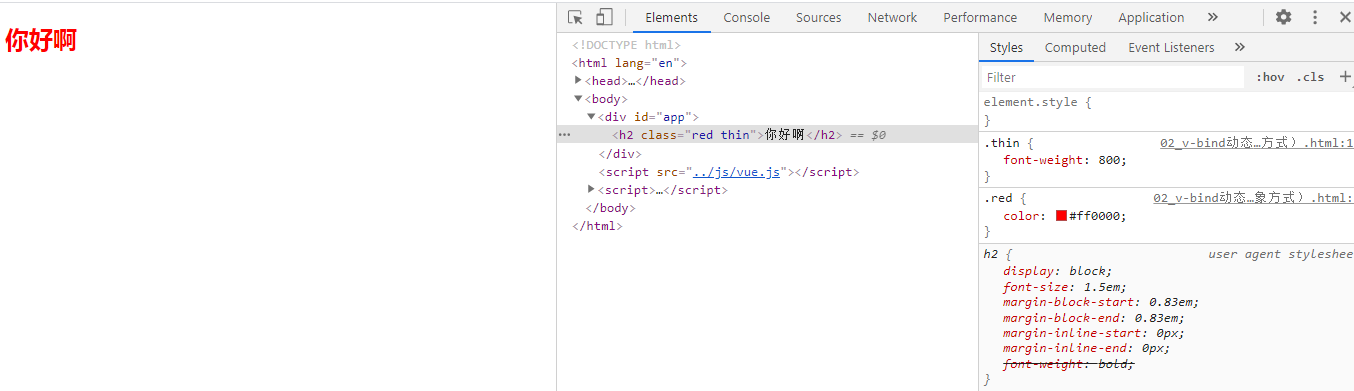 你好啊
Elements Console Sources Network Performance Memory Application »
<!DOCTYPE html>
<html lang="en">
<head>…</head>
<body>
<div id="app">
<h2 class="red thin">你好啊</h2> == $0
</div>
<script src="../js/vue.js"></script>
<script>…</script>
</body>
</html>
Styles Computed Event Listeners »
Filter :hov .cls +
element.style {
}
.thin { 02_v-bind动态…方式）.html:1
font-weight: 800;
}
.red { 02_v-bind动态…象方式）.html:
color: #ff0000;
}
h2 { user agent styleshee
display: block;
font-size: 1.5em;
margin-block-start: 0.83em;
margin-block-end: 0.83em;
margin-inline-start: 0px;
margin-inline-end: 0px;
font-weight: bold;
}